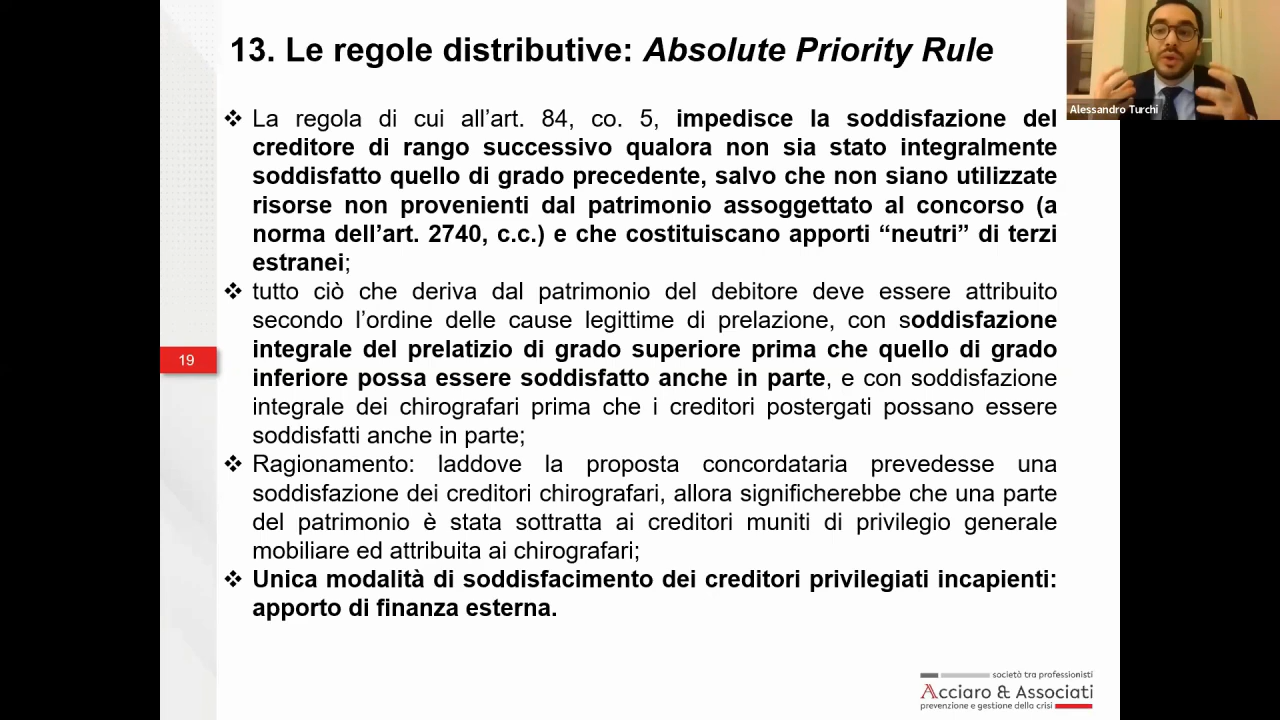 13. Le regole distributive: Absolute Priority Rule
Alessandro Turchi
❖ La regola di cui all’art. 84, co. 5, impedisce la soddisfazione del
creditore di rango successivo qualora non sia stato integralmente
soddisfatto quello di grado precedente, salvo che non siano utilizzate
risorse non provenienti dal patrimonio assoggettato al concorso (a
norma dell’art. 2740, c.c.) e che costituiscano apporti “neutri” di terzi
estranei;
❖ tutto ciò che deriva dal patrimonio del debitore deve essere attribuito
secondo l’ordine delle cause legittime di prelazione, con soddisfazione
integrale del prelatizio di grado superiore prima che quello di grado
inferiore possa essere soddisfatto anche in parte, e con soddisfazione
integrale dei chirografari prima che i creditori postergati possano essere
soddisfatti anche in parte;
19
❖ Ragionamento: laddove la proposta concordataria prevedesse una
soddisfazione dei creditori chirografari, allora significherebbe che una parte
del patrimonio è stata sottratta ai creditori muniti di privilegio generale
mobiliare ed attribuita ai chirografari;
❖ Unica modalità di soddisfacimento dei creditori privilegiati incapienti:
apporto di finanza esterna.
società tra professionisti
Acciaro & Associati
prevenzione e gestione della crisi